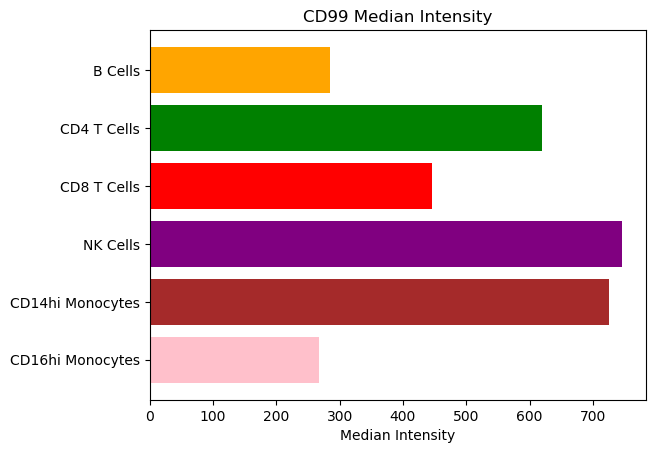 CD99 Median Intensity
B Cells
CD4 T Cells
CD8 T Cells
NK Cells
CD14hi Monocytes
CD16hi Monocytes
0 100 200 300 400 500 600 700
Median Intensity